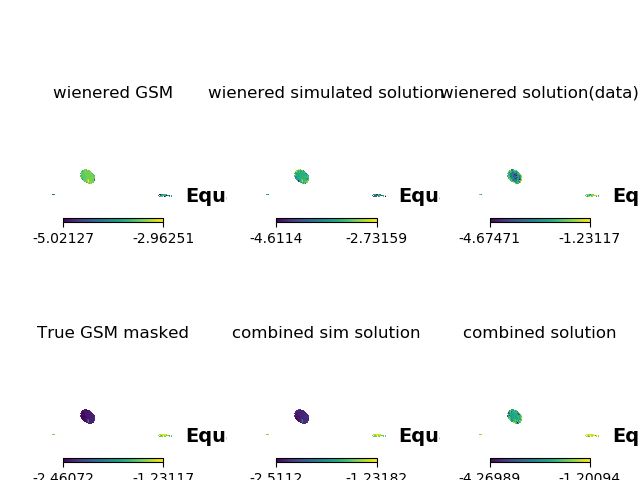 wienered GSM wienered simulated solution wienered solution(data)
Equ Equ Eq
-5.02127 -2.96251 -4.6114 -2.73159 -4.67471 -1.23117
True GSM masked combined sim solution combined solution
Equ Equ Eq
-2.46072 -1.23117 -2.5112 -1.23182 -4.26989 -1.20094